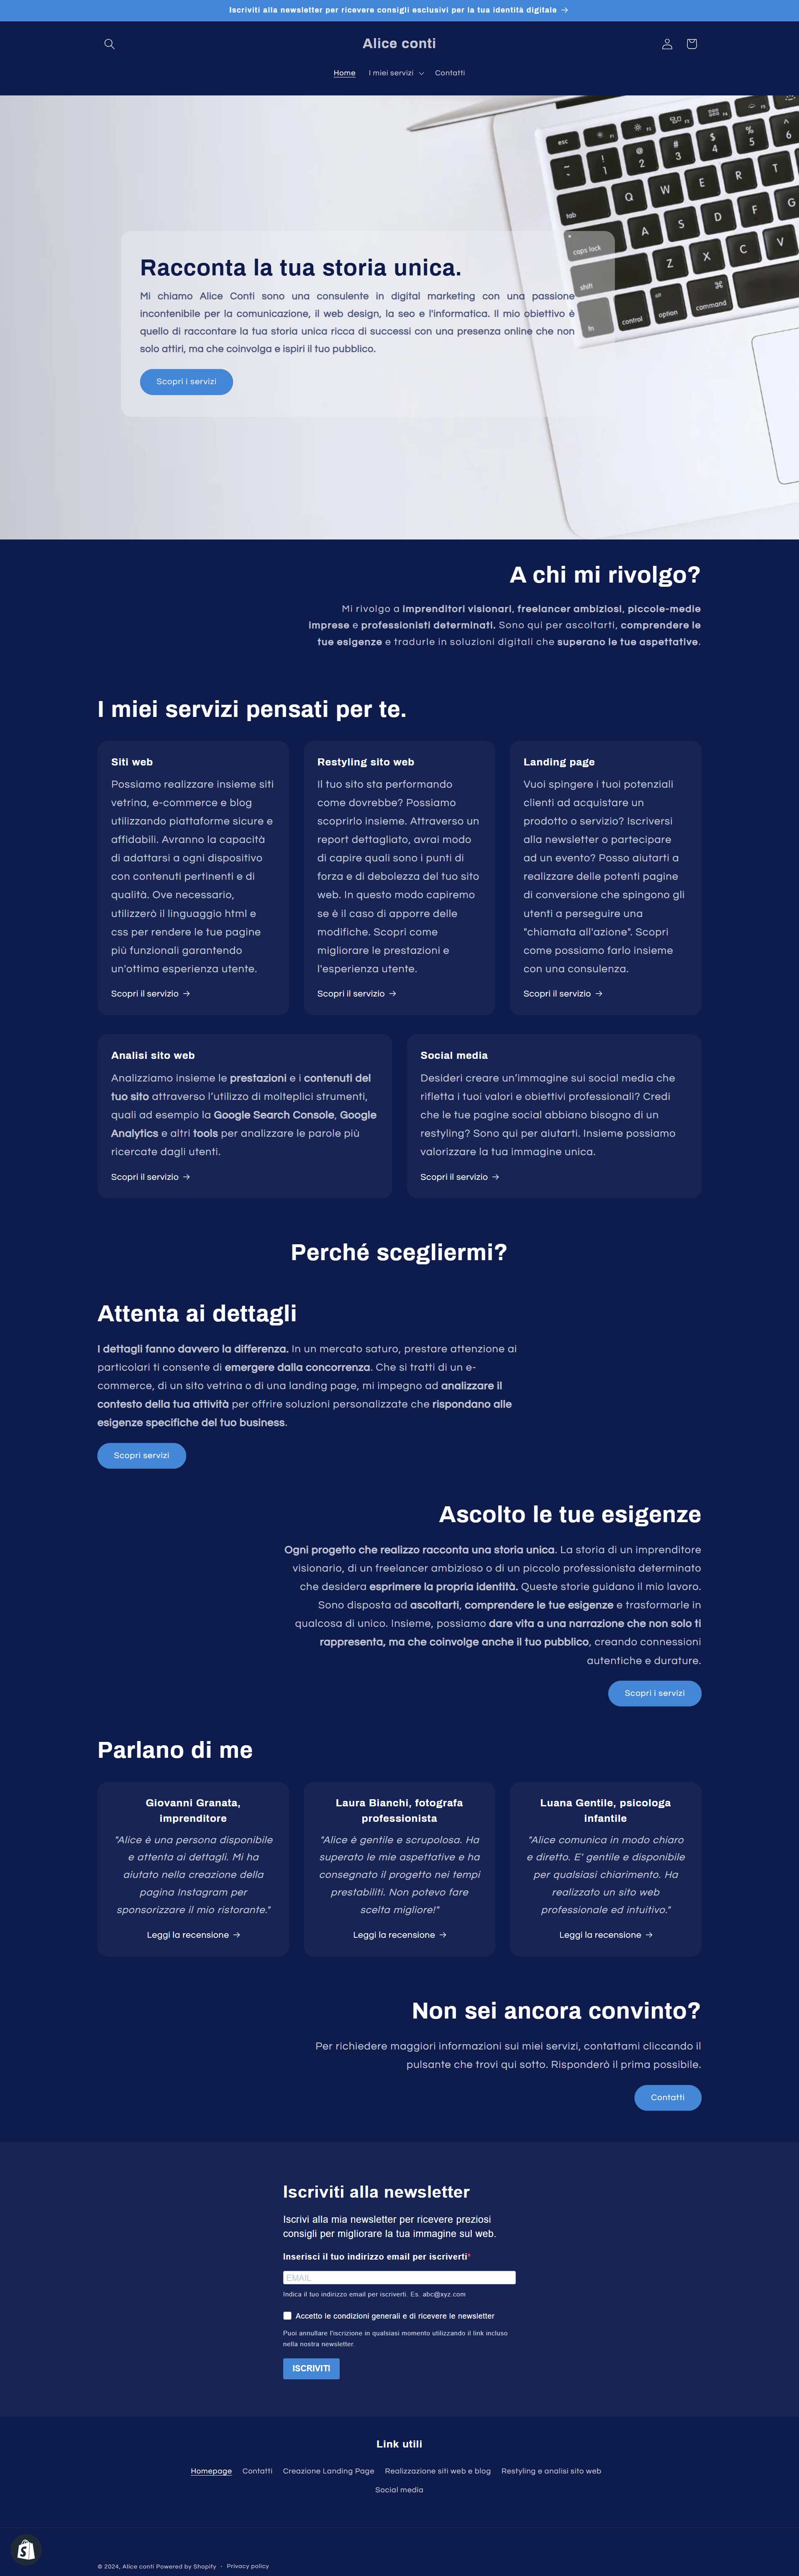 Iscriviti alla newsletter per ricevere consigli esclusivi per la tua identità digitale →
Alice conti
Home I miei servizi Contatti
Racconta la tua storia unica.
Mi chiamo Alice Conti sono una consulente in digital marketing con una passione
incontenibile per la comunicazione, il web design, la seo e l'informatica. Il mio obiettivo è
quello di raccontare la tua storia unica ricca di successi con una presenza online che non
solo attiri, ma che coinvolga e ispiri il tuo pubblico.
Scopri i servizi
esc
tab
caps lock
shift
fn control option command
⌘
alt
Q W E R T Y
A S D F G
Z X C V
A chi mi rivolgo?
Mi rivolgo a imprenditori visionari, freelancer ambiziosi, piccole-medie
imprese e professionisti determinati. Sono qui per ascoltarti, comprendere le
tue esigenze e tradurle in soluzioni digitali che superano le tue aspettative.
I miei servizi pensati per te.
Siti web
Possiamo realizzare insieme siti
vetrina, e-commerce e blog
utilizzando piattaforme sicure e
affidabili. Avranno la capacità
di adattarsi a ogni dispositivo
con contenuti pertinenti e di
qualità. Ove necessario,
utilizzerò il linguaggio html e
css per rendere le tue pagine
più funzionali garantendo
un'ottima esperienza utente.
Scopri il servizio →
Restyling sito web
Il tuo sito sta performando
come dovrebbe? Possiamo
scoprirlo insieme. Attraverso un
report dettagliato, avrai modo
di capire quali sono i punti di
forza e di debolezza del tuo sito
web. In questo modo capiremo
se è il caso di apporre delle
modifiche. Scopri come
migliorare le prestazioni e
l'esperienza utente.
Scopri il servizio →
Landing page
Vuoi spingere i tuoi potenziali
clienti ad acquistare un
prodotto o servizio? Iscriversi
alla newsletter o partecipare
ad un evento? Posso aiutarti a
realizzare delle potenti pagine
di conversione che spingono gli
utenti a perseguire una
"chiamata all'azione". Scopri
come possiamo farlo insieme
con una consulenza.
Scopri il servizio →
Analisi sito web
Analizziamo insieme le prestazioni e i contenuti del
tuo sito attraverso l'utilizzo di molteplici strumenti,
quali ad esempio la Google Search Console, Google
Analytics e altri tools per analizzare le parole più
ricercate dagli utenti.
Scopri il servizio →
Social media
Desideri creare un'immagine sui social media che
rifletta i tuoi valori e obiettivi professionali? Credi
che le tue pagine social abbiano bisogno di un
restyling? Sono qui per aiutarti. Insieme possiamo
valorizzare la tua immagine unica.
Scopri il servizio →
Perché scegliermi?
Attenta ai dettagli
I dettagli fanno davvero la differenza. In un mercato saturo, prestare attenzione ai
particolari ti consente di emergere dalla concorrenza. Che si tratti di un e-
commerce, di un sito vetrina o di una landing page, mi impegno ad analizzare il
contesto della tua attività per offrire soluzioni personalizzate che rispondano alle
esigenze specifiche del tuo business.
Scopri servizi
Ascolto le tue esigenze
Ogni progetto che realizzo racconta una storia unica. La storia di un imprenditore
visionario, di un freelancer ambizioso o di un piccolo professionista determinato
che desidera esprimere la propria identità. Queste storie guidano il mio lavoro.
Sono disposta ad ascoltarti, comprendere le tue esigenze e trasformarle in
qualcosa di unico. Insieme, possiamo dare vita a una narrazione che non solo ti
rappresenta, ma che coinvolge anche il tuo pubblico, creando connessioni
autentiche e durature.
Scopri i servizi
Parlano di me
Giovanni Granata,
imprenditore
"Alice è una persona disponibile
e attenta ai dettagli. Mi ha
aiutato nella creazione della
pagina Instagram per
sponsorizzare il mio ristorante."
Leggi la recensione →
Laura Bianchi, fotografa
professionista
"Alice è gentile e scrupolosa. Ha
superato le mie aspettative e ha
consegnato il progetto nei tempi
prestabiliti. Non potevo fare
scelta migliore!"
Leggi la recensione →
Luana Gentile, psicologa
infantile
"Alice comunica in modo chiaro
e diretto. E' gentile e disponibile
per qualsiasi chiarimento. Ha
realizzato un sito web
professionale ed intuitivo."
Leggi la recensione →
Non sei ancora convinto?
Per richiedere maggiori informazioni sui miei servizi, contattami cliccando il
pulsante che trovi qui sotto. Risponderò il prima possibile.
Contatti
Iscriviti alla newsletter
Iscrivi alla mia newsletter per ricevere preziosi
consigli per migliorare la tua immagine sul web.
Inserisci il tuo indirizzo email per iscriverti*
EMAIL
Indica il tuo indirizzo email per iscriverti. Es. abc@xyz.com
Accetto le condizioni generali e di ricevere le newsletter
Puoi annullare l'iscrizione in qualsiasi momento utilizzando il link incluso
nella nostra newsletter.
ISCRIVITI
Link utili
Homepage Contatti Creazione Landing Page Realizzazione siti web e blog Restyling e analisi sito web
Social media
© 2024, Alice conti Powered by Shopify · Privacy policy